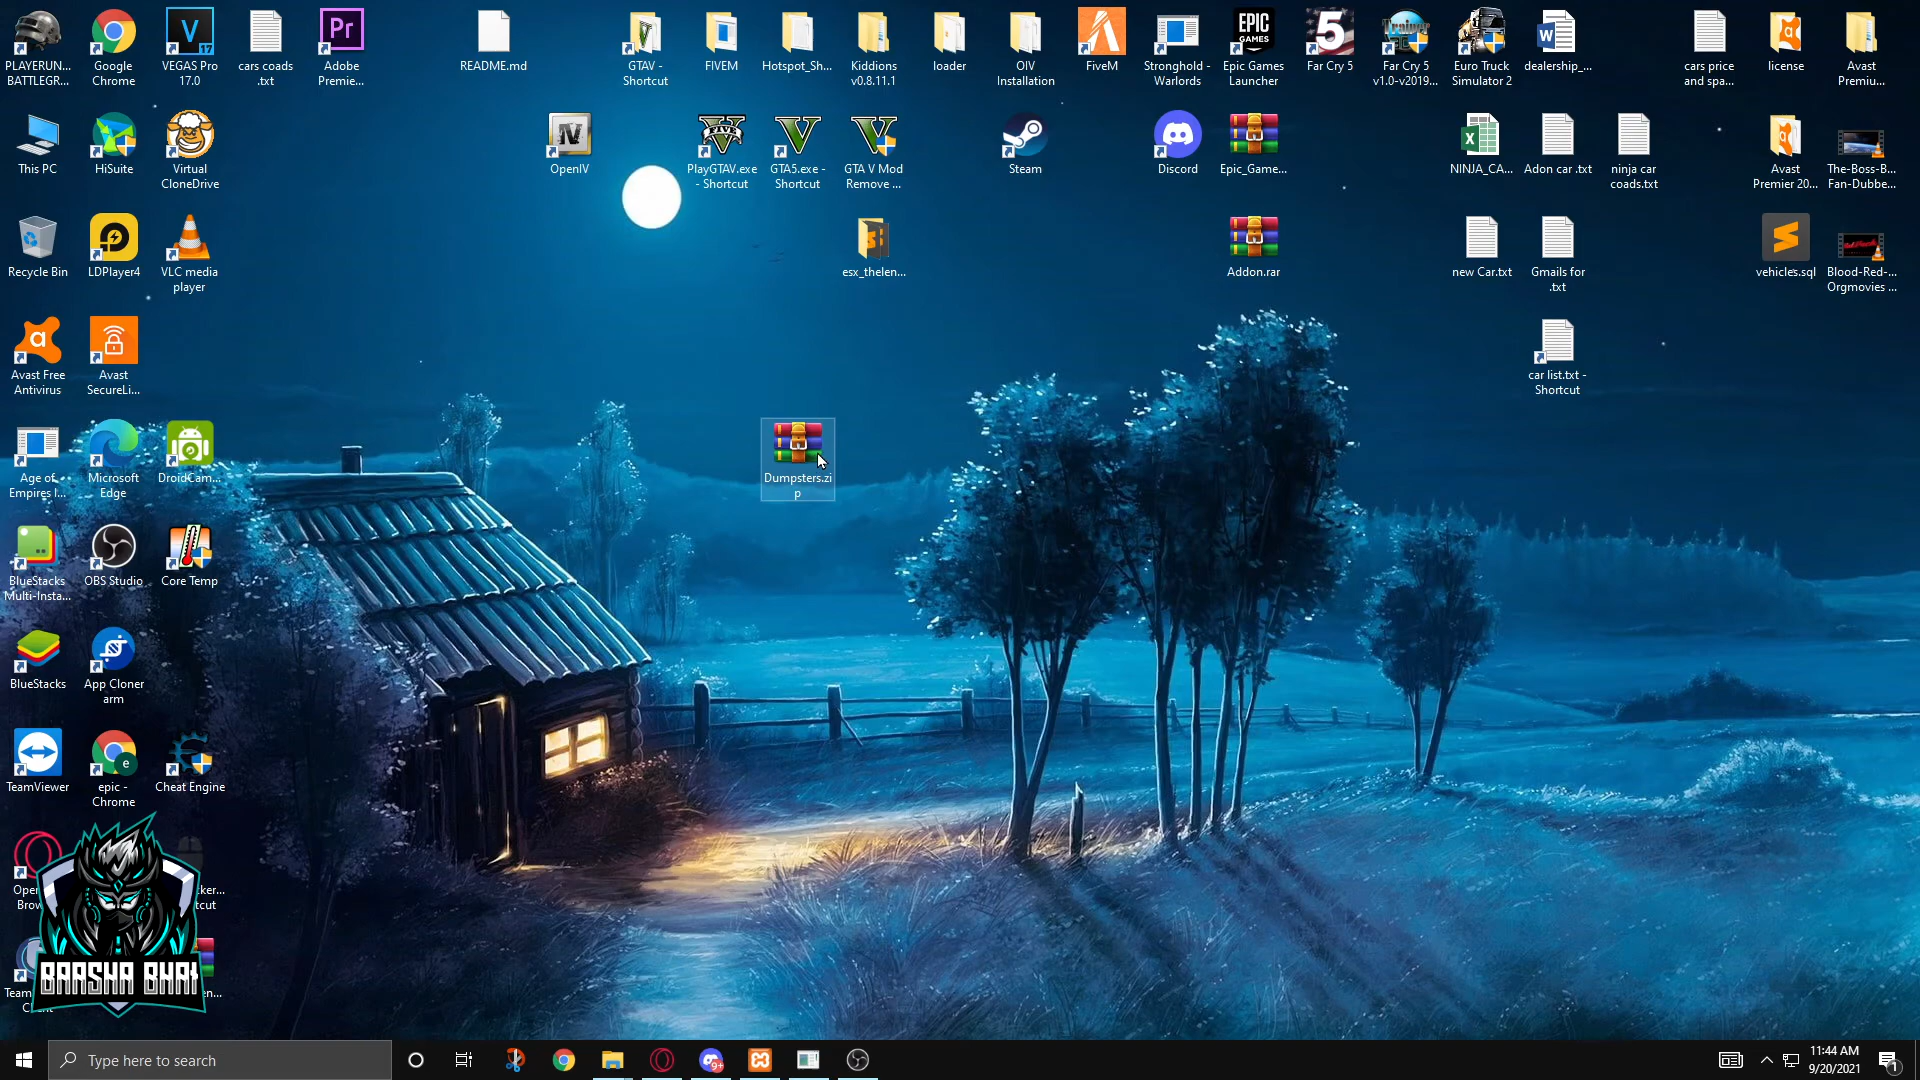 PLAYERUN...
BATTLEGR...
Google
Chrome
VEGAS Pro
17.0
cars coads
.txt
Adobe
Premie...
README.md
GTAV -
Shortcut
FIVEM
Hotspot_Sh...
Kiddions
v0.8.11.1
loader
OIV
Installation
FiveM
Stronghold -
Warlords
Epic Games
Launcher
Far Cry 5
Far Cry 5
v1.0-v2019...
Euro Truck
Simulator 2
dealership_...
cars price
and spa...
license
Avast
Premiu...
This PC
HiSuite
Virtual
CloneDrive
OpenIV
PlayGTAV.exe
- Shortcut
GTA5.exe -
Shortcut
GTA V Mod
Remove ...
Steam
Discord
Epic_Game...
NINJA_CA...
Adon car .txt
ninja car
coads.txt
Avast
Premier 20...
The-Boss-B...
Fan-Dubbe...
Recycle Bin
LDPlayer4
VLC media
player
esx_thelen...
Addon.rar
new Car.txt
Gmails for
.txt
vehicles.sql
Blood-Red-...
Orgmovies ...
Avast Free
Antivirus
Avast
SecureLi...
car list.txt -
Shortcut
Age of
Empires I...
Microsoft
Edge
DroidCam...
Dumpsters.zi
p
BlueStacks
Multi-Insta...
OBS Studio
Core Temp
BlueStacks
App Cloner
arm
TeamViewer
epic -
Chrome
Cheat Engine
BAASHA BHAI
Type here to search
11:44 AM
9/20/2021